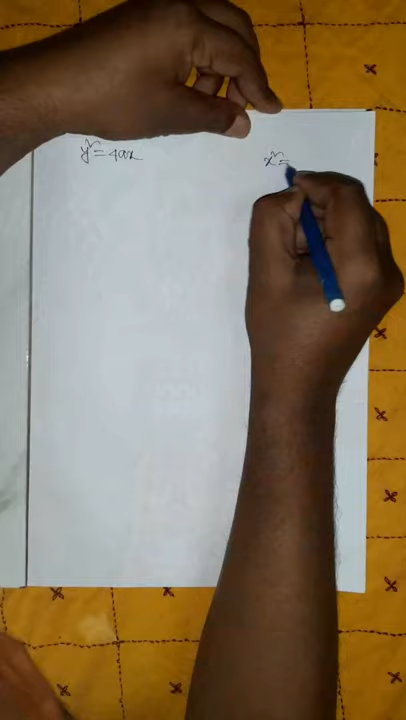 y² = 4ax
x² =